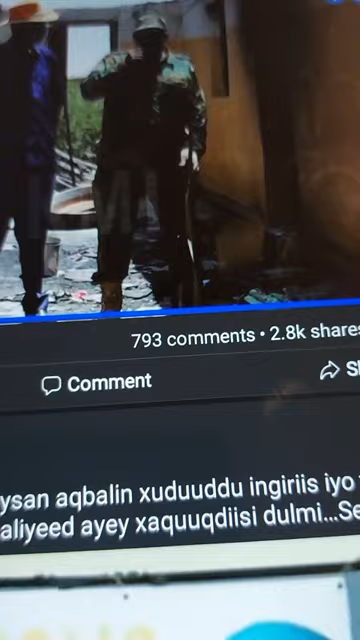 793 comments • 2.8k shares
Comment
ysan aqbalin xuduuddu ingiriis iyo
aliyeed ayey xaquuqdiisi dulmi...Se